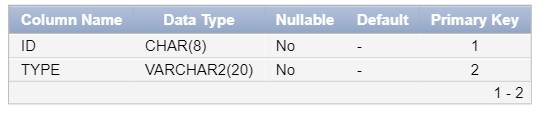 Column Name Data Type Nullable Default Primary Key
ID CHAR(8) No - 1
TYPE VARCHAR2(20) No - 2
1 - 2